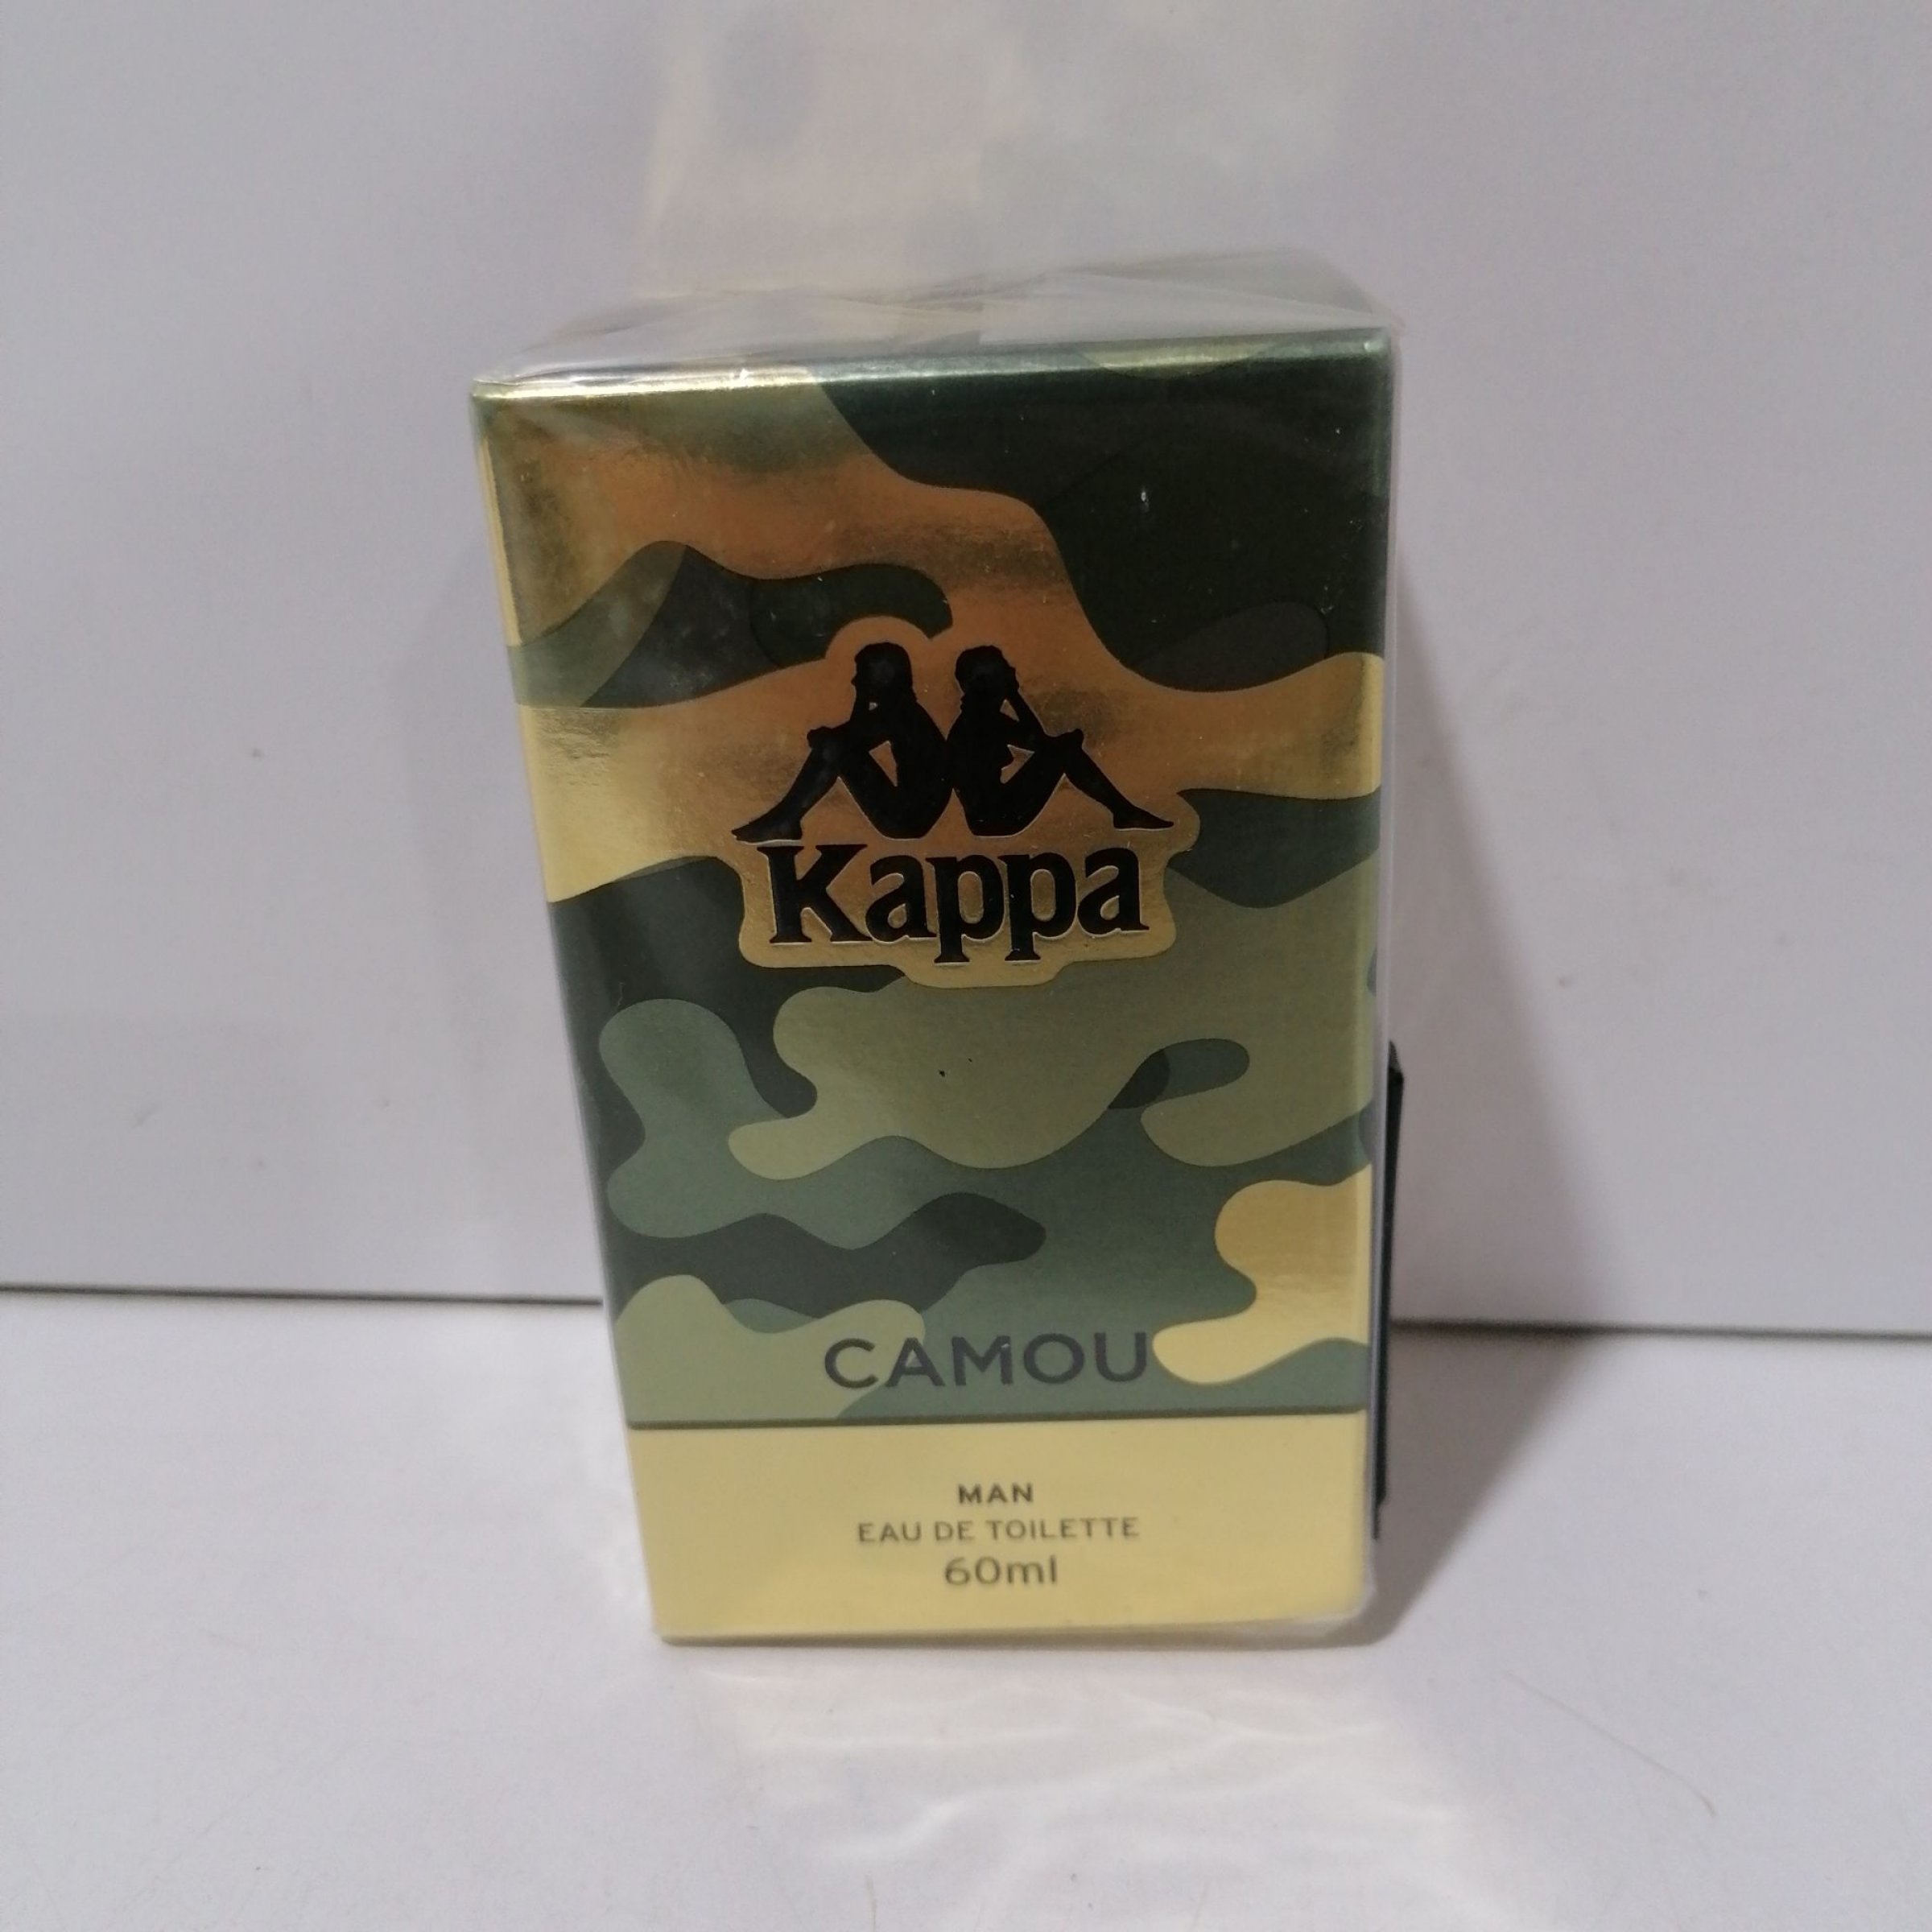 Kappa
CAMOU
MAN
EAU DE TOILETTE
60ml